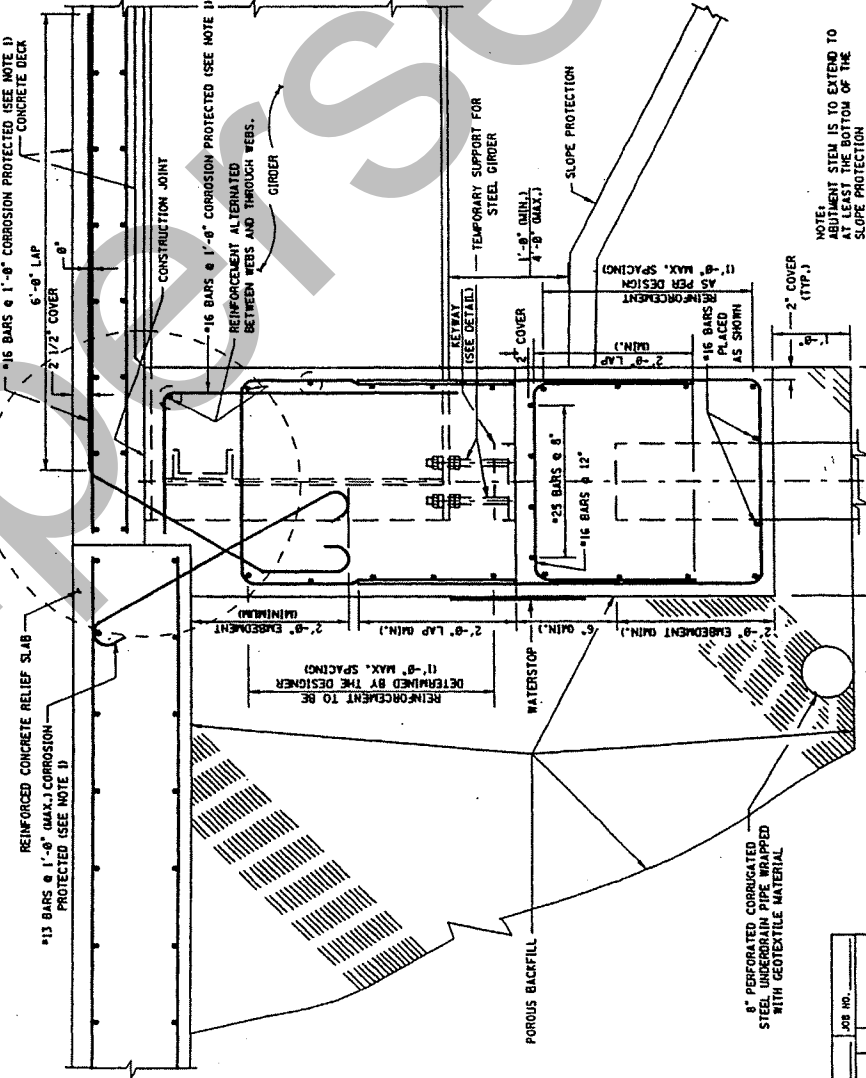 *16 BARS @ 1'-0" CORROSION PROTECTED (SEE NOTE 1)
CONCRETE DECK
6'-0" LAP
2 1/2" COVER
CONSTRUCTION JOINT
*16 BARS @ 1'-0" CORROSION PROTECTED (SEE NOTE 1)
REINFORCEMENT ALTERNATED
BETWEEN WEBS AND THROUGH WEBS.
GIRDER
TEMPORARY SUPPORT FOR
STEEL GIRDER
1'-0" (MIN.)
4'-0" (MAX.)
SLOPE PROTECTION
KEYWAY
(SEE DETAIL)
2" COVER
REINFORCEMENT
AS PER DESIGN
(1'-0" MAX. SPACING)
2'-0" LAP
(MIN.)
*16 BARS
PLACED
AS SHOWN
2" COVER
(TYP.)
1'-0"
NOTE:
ABUTMENT STEM IS TO EXTEND TO
AT LEAST THE BOTTOM OF THE
SLOPE PROTECTION
*25 BARS @ 8"
*16 BARS @ 12"
REINFORCED CONCRETE RELIEF SLAB
*13 BARS @ 1'-0" (MAX.) CORROSION
PROTECTED (SEE NOTE 1)
2'-0" EMBEDMENT
(MINIMUM)
2'-0" LAP (MIN.)
6" (MIN.)
2'-0" EMBEDMENT (MIN.)
REINFORCEMENT TO BE
DETERMINED BY THE DESIGNER
(1'-0" MAX. SPACING)
WATERSTOP
POROUS BACKFILL
8" PERFORATED CORRUGATED
STEEL UNDERDRAIN PIPE WRAPPED
WITH GEOTEXTILE MATERIAL
JOB NO.